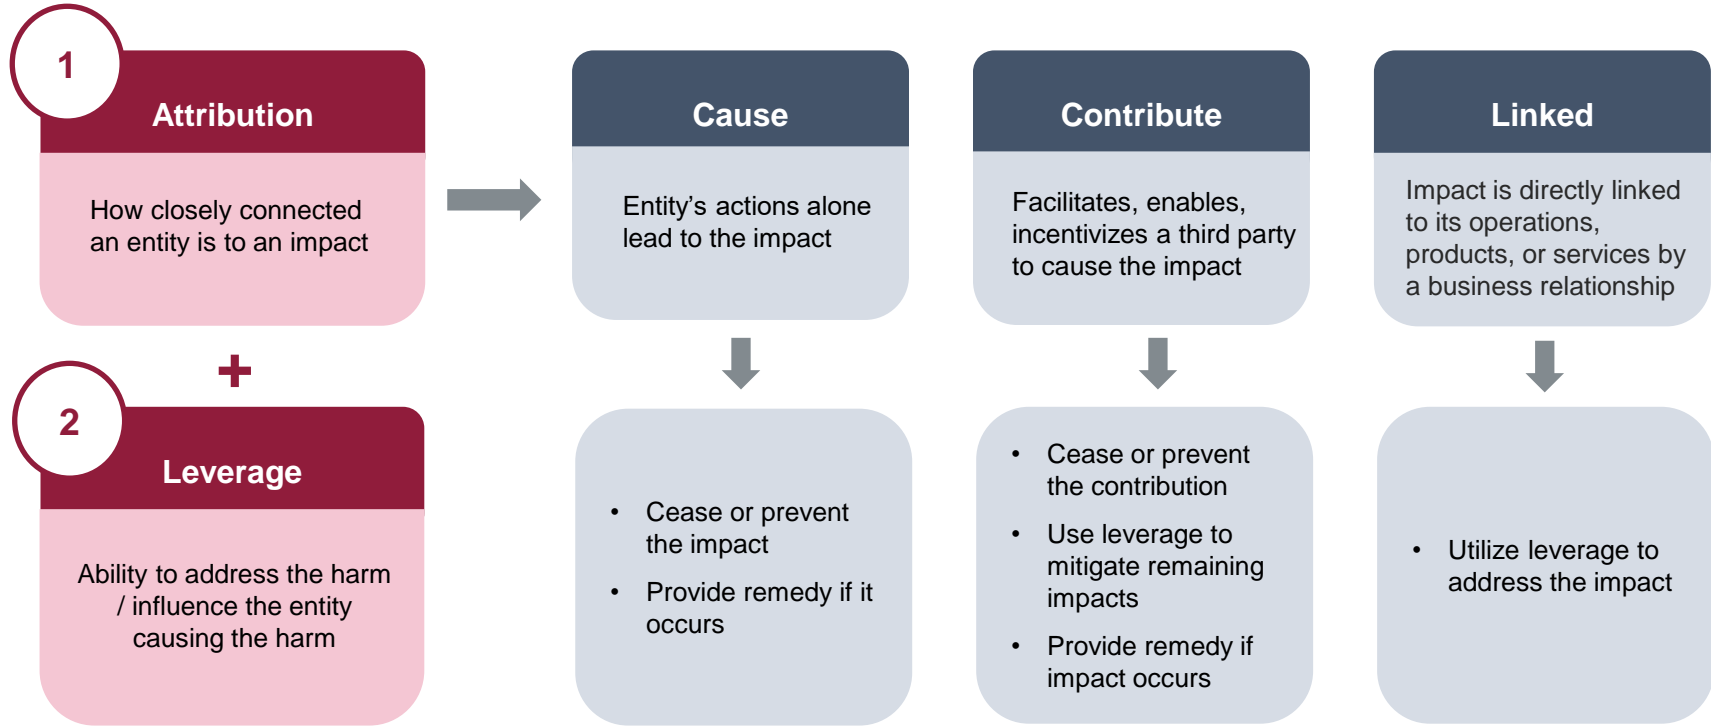 1
Attribution
How closely connected
an entity is to an impact
Cause
Entity’s actions alone
lead to the impact
Contribute
Facilitates, enables,
incentivizes a third party
to cause the impact
Linked
Impact is directly linked
to its operations,
products, or services by
a business relationship
+
2
Leverage
Ability to address the harm
/ influence the entity
causing the harm
• Cease or prevent
the impact
• Provide remedy if it
occurs
• Cease or prevent
the contribution
• Use leverage to
mitigate remaining
impacts
• Provide remedy if
impact occurs
• Utilize leverage to
address the impact